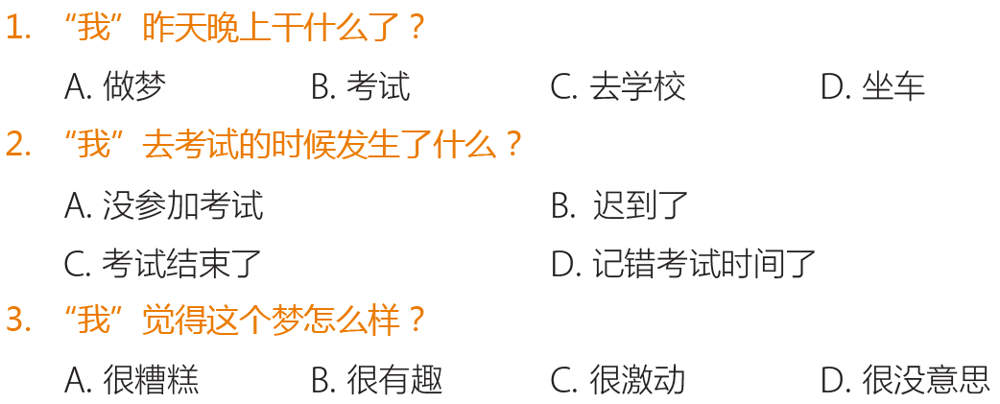 1. “我”昨天晚上干什么了？
A. 做梦 B. 考试 C. 去学校 D. 坐车
2. “我”去考试的时候发生了什么？
A. 没参加考试 B. 迟到了
C. 考试结束了 D. 记错考试时间了
3. “我”觉得这个梦怎么样？
A. 很糟糕 B. 很有趣 C. 很激动 D. 很没意思